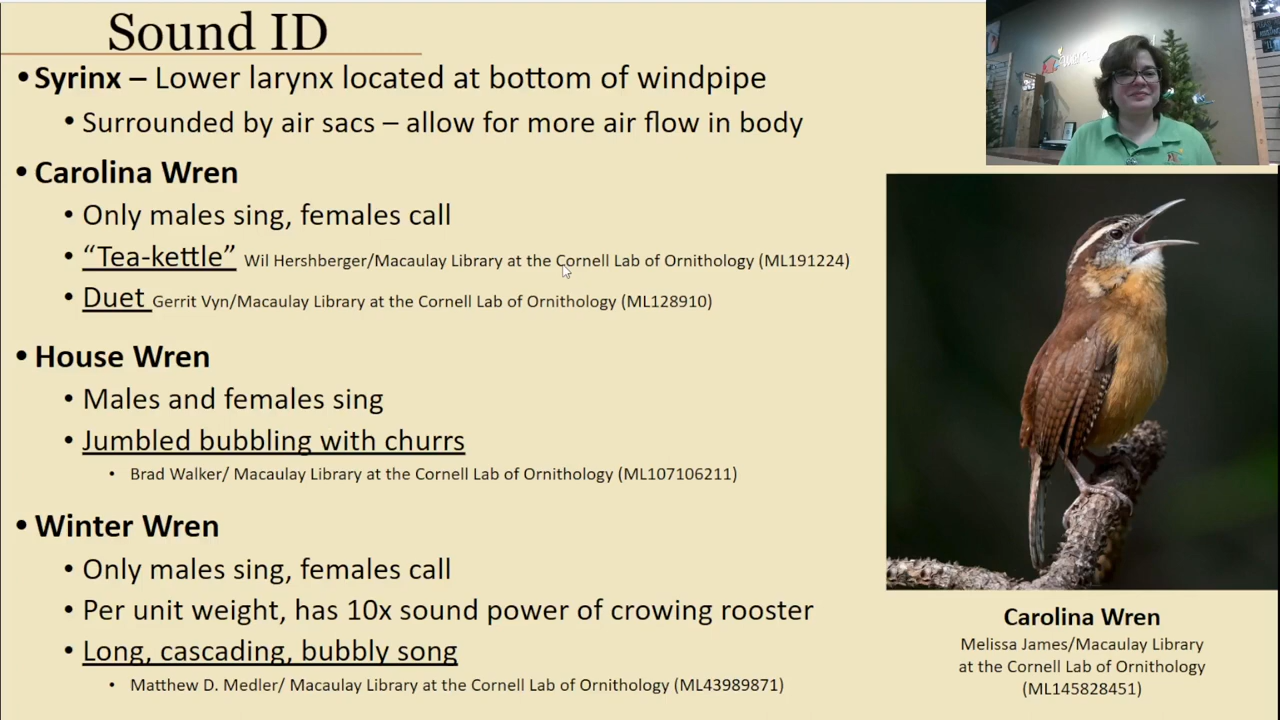 Sound ID
• Syrinx – Lower larynx located at bottom of windpipe
• Surrounded by air sacs – allow for more air flow in body
• Carolina Wren
• Only males sing, females call
• “Tea-kettle” Wil Hershberger/Macaulay Library at the Cornell Lab of Ornithology (ML191224)
• Duet Gerrit Vyn/Macaulay Library at the Cornell Lab of Ornithology (ML128910)
• House Wren
• Males and females sing
• Jumbled bubbling with churrs
• Brad Walker/ Macaulay Library at the Cornell Lab of Ornithology (ML107106211)
• Winter Wren
• Only males sing, females call
• Per unit weight, has 10x sound power of crowing rooster
• Long, cascading, bubbly song
• Matthew D. Medler/ Macaulay Library at the Cornell Lab of Ornithology (ML43989871)
Carolina Wren
Melissa James/Macaulay Library
at the Cornell Lab of Ornithology
(ML145828451)